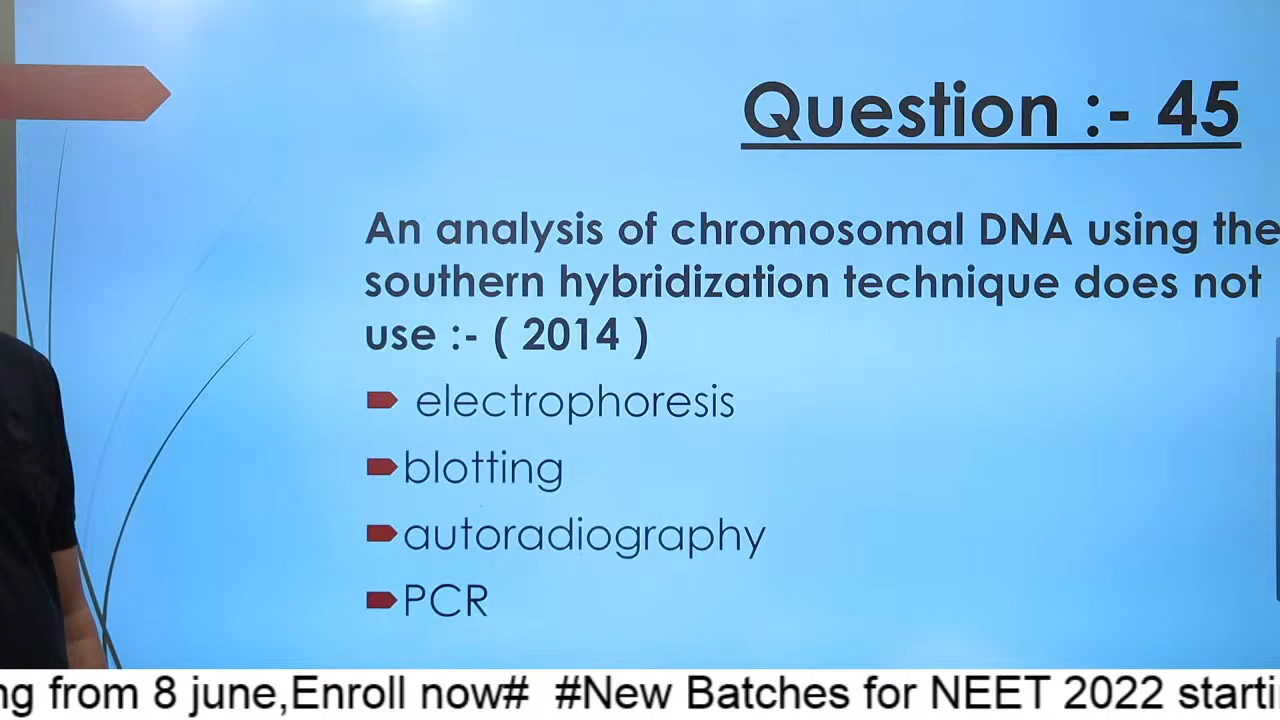 Question :- 45
An analysis of chromosomal DNA using the
southern hybridization technique does not
use :- ( 2014 )
electrophoresis
blotting
autoradiography
PCR
ng from 8 june,Enroll now#  #New Batches for NEET 2022 starti